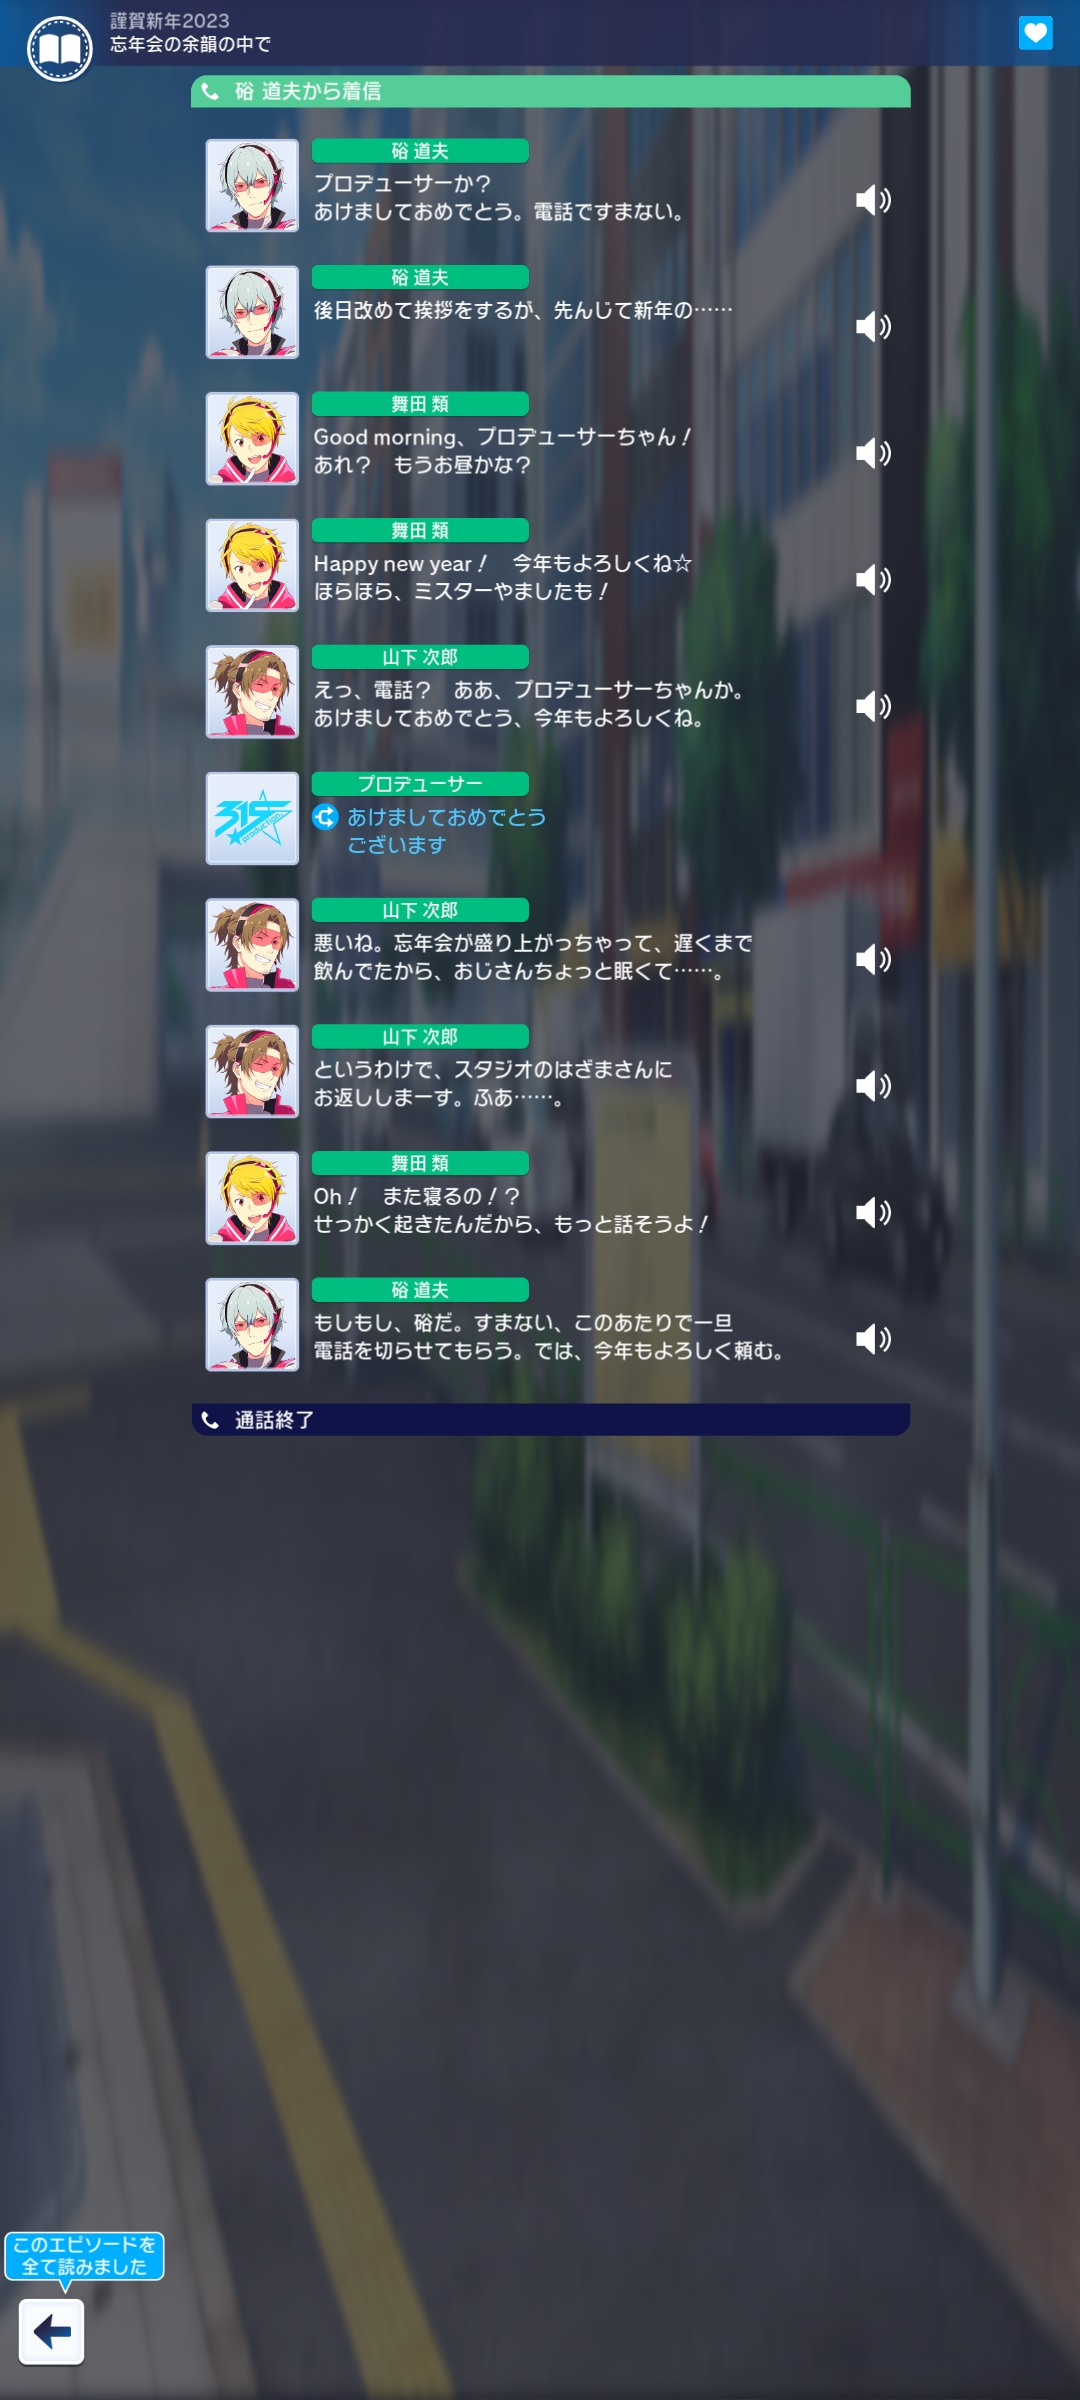 謹賀新年2023
忘年会の余韻の中で
硲 道夫から着信
硲 道夫
プロデューサーか？
あけましておめでとう。電話ですまない。
硲 道夫
後日改めて挨拶をするが、先んじて新年の……
舞田 類
Good morning、プロデューサーちゃん！
あれ？　もうお昼かな？
舞田 類
Happy new year！　今年もよろしくね☆
ほらほら、ミスターやましたも！
山下 次郎
えっ、電話？　ああ、プロデューサーちゃんか。
あけましておめでとう、今年もよろしくね。
315 production
プロデューサー
あけましておめでとう
ございます
山下 次郎
悪いね。忘年会が盛り上がっちゃって、遅くまで
飲んでたから、おじさんちょっと眠くて……。
山下 次郎
というわけで、スタジオのはざまさんに
お返ししまーす。ふあ……。
舞田 類
Oh！　また寝るの！？
せっかく起きたんだから、もっと話そうよ！
硲 道夫
もしもし、硲だ。すまない、このあたりで一旦
電話を切らせてもらう。では、今年もよろしく頼む。
通話終了
このエピソードを
全て読みました